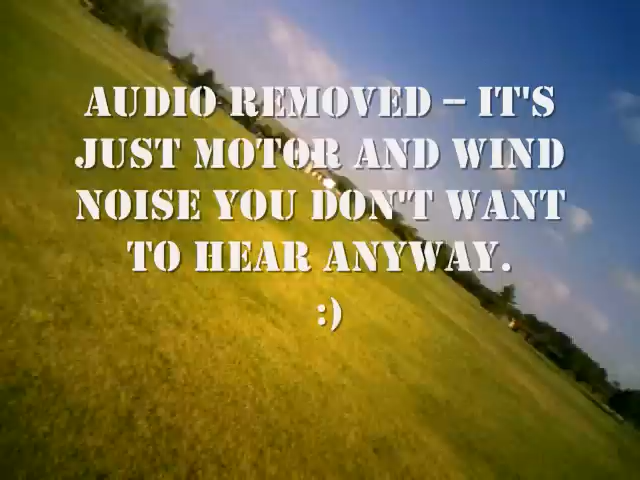 AUDIO REMOVED – IT'S
JUST MOTOR AND WIND
NOISE YOU DON'T WANT
TO HEAR ANYWAY.
:)